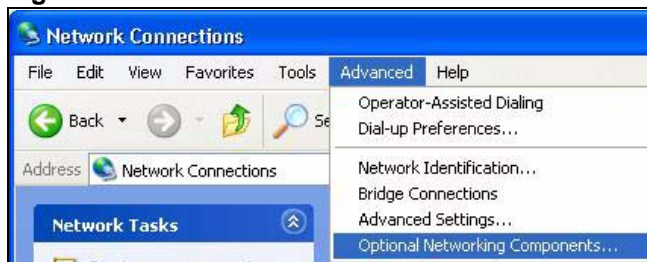 Network Connections
File Edit View Favorites Tools Advanced Help
Back
Operator-Assisted Dialing
Dial-up Preferences...
Address Network Connections
Network Identification...
Bridge Connections
Advanced Settings...
Network Tasks
Optional Networking Components...